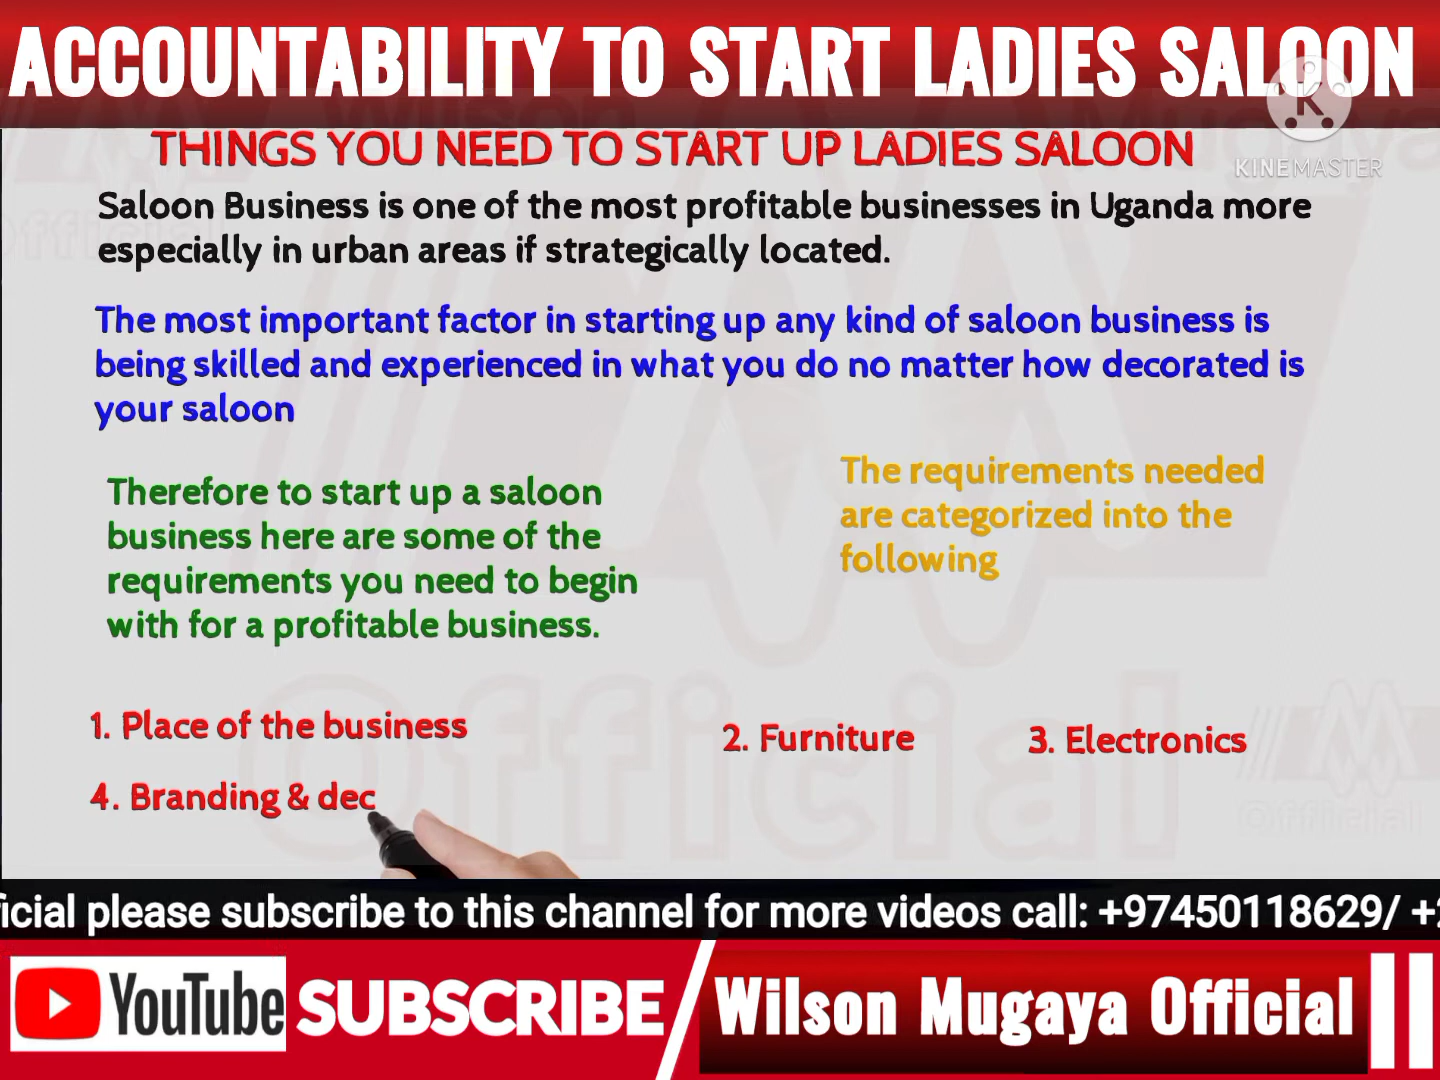 ACCOUNTABILITY TO START LADIES SALOON
KINEMASTER
THINGS YOU NEED TO START UP LADIES SALOON
Saloon Business is one of the most profitable businesses in Uganda more
especially in urban areas if strategically located.
The most important factor in starting up any kind of saloon business is
being skilled and experienced in what you do no matter how decorated is
your saloon
Therefore to start up a saloon
business here are some of the
requirements you need to begin
with for a profitable business.
The requirements needed
are categorized into the
following
1. Place of the business
2. Furniture
3. Electronics
4. Branding & dec
Official
ficial please subscribe to this channel for more videos call: +97450118629/ +
YouTube SUBSCRIBE
Wilson Mugaya Official